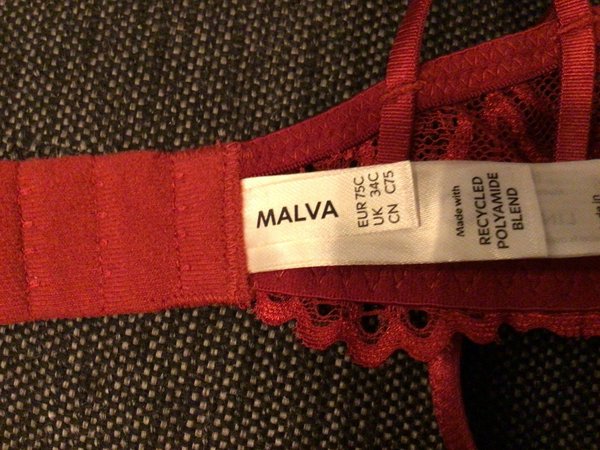 MALVA
EUR 75C
UK 34C
CN C75
Made with
RECYCLED
POLYAMIDE
BLEND